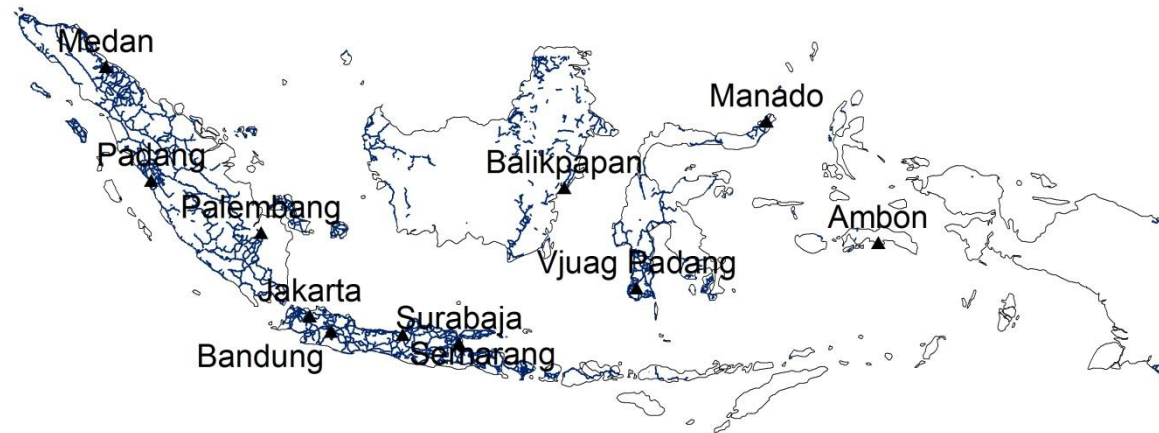 Medan
Manado
Padang
Balikpapan
Palembang
Ambon
Vjuag Padang
Jakarta
Surabaja
Bandung
Semarang